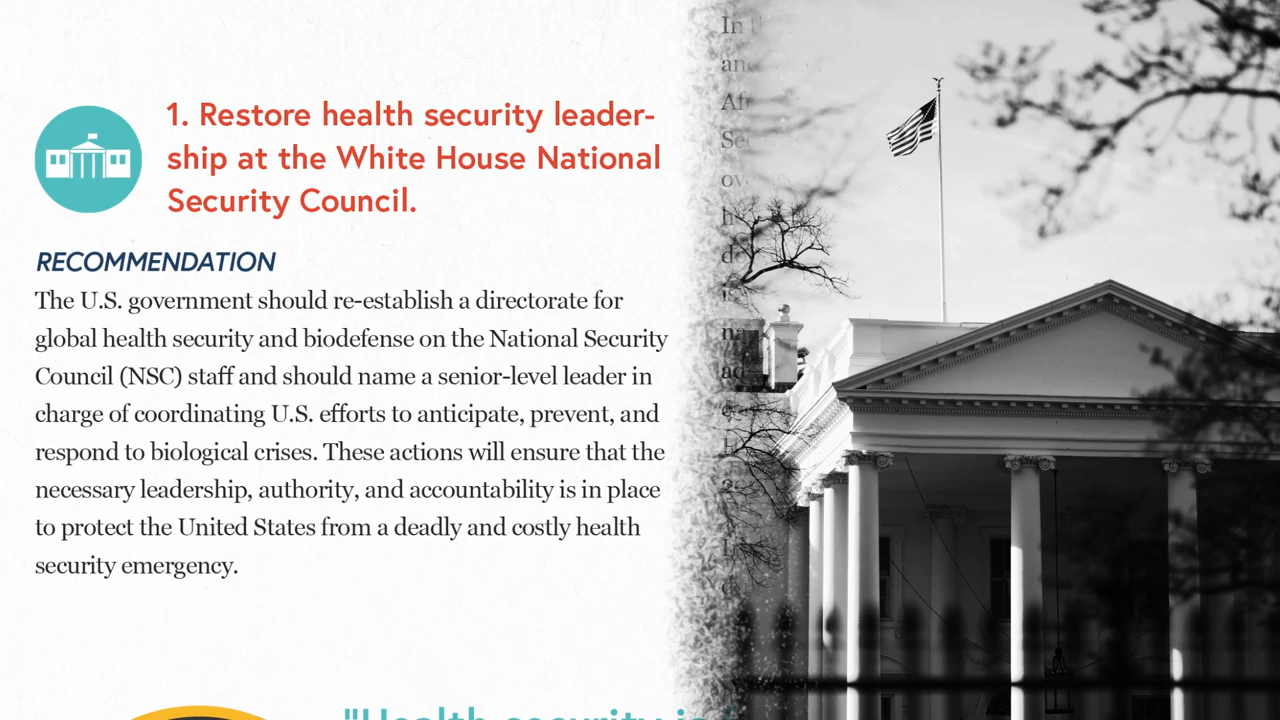 1. Restore health security leader-
ship at the White House National
Security Council.
RECOMMENDATION
The U.S. government should re-establish a directorate for
global health security and biodefense on the National Security
Council (NSC) staff and should name a senior-level leader in
charge of coordinating U.S. efforts to anticipate, prevent, and
respond to biological crises. These actions will ensure that the
necessary leadership, authority, and accountability is in place
to protect the United States from a deadly and costly health
security emergency.
"Health security is